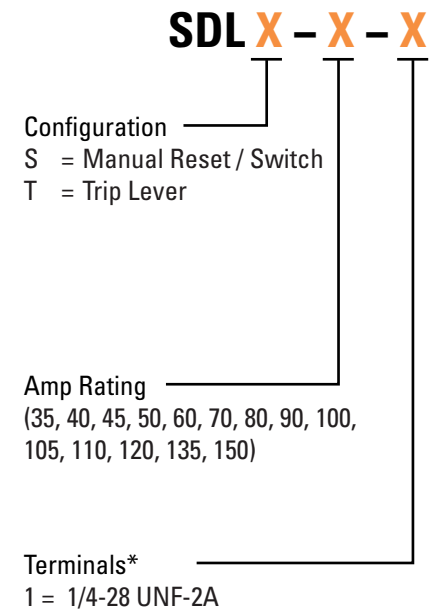 SDL X – X – X
Configuration
S = Manual Reset / Switch
T = Trip Lever
Amp Rating
(35, 40, 45, 50, 60, 70, 80, 90, 100,
105, 110, 120, 135, 150)
Terminals*
1 = 1/4-28 UNF-2A